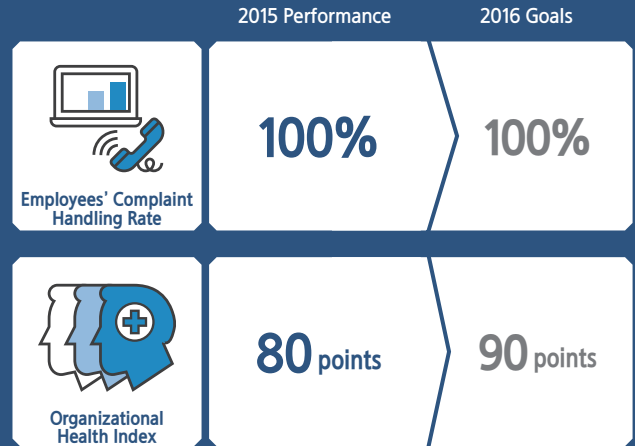 2015 Performance 2016 Goals
Employees' Complaint
Handling Rate
100% 100%
Organizational
Health Index
80 points 90 points